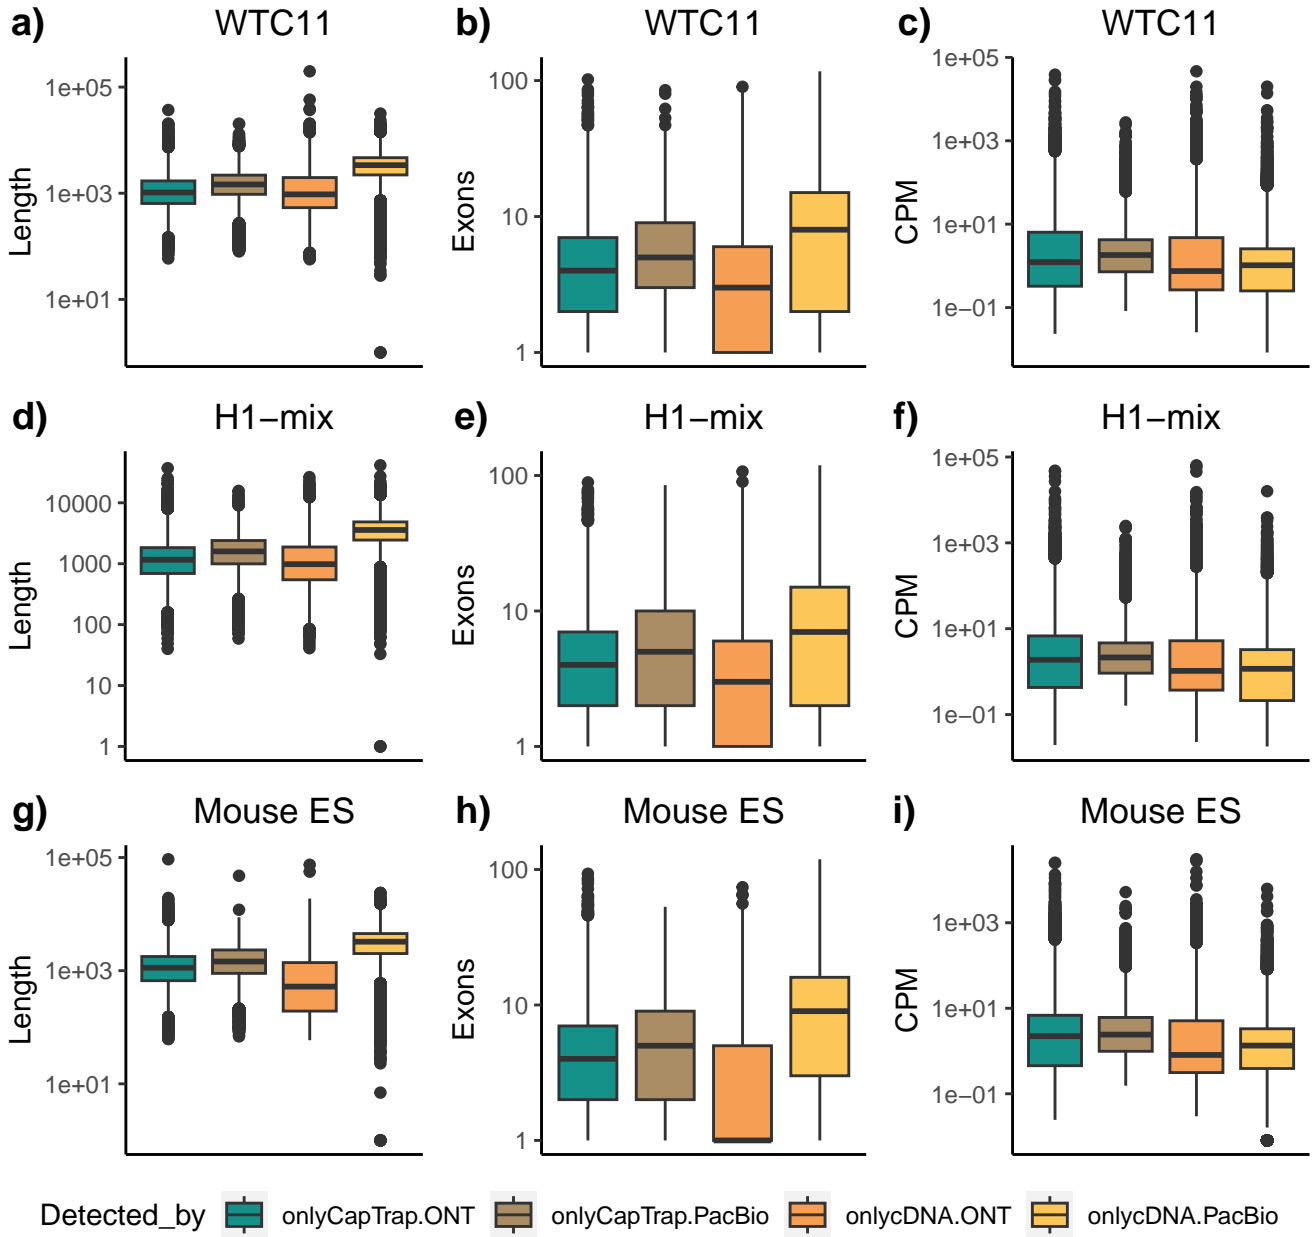 a) WTC11
Length
1e+05
1e+03
1e+01
b) WTC11
Exons
100
10
1
c) WTC11
CPM
1e+05
1e+03
1e+01
1e−01
d) H1−mix
Length
10000
1000
100
10
1
e) H1−mix
Exons
100
10
1
f) H1−mix
CPM
1e+05
1e+03
1e+01
1e−01
g) Mouse ES
Length
1e+05
1e+03
1e+01
h) Mouse ES
Exons
100
10
1
i) Mouse ES
CPM
1e+03
1e+01
1e−01
Detected_by onlyCapTrap.ONT onlyCapTrap.PacBio onlycDNA.ONT onlycDNA.PacBio